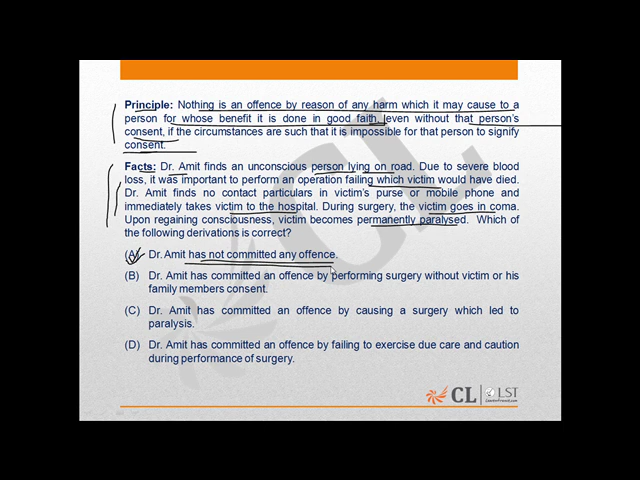 Principle: Nothing is an offence by reason of any harm which it may cause to a
person for whose benefit it is done in good faith, even without that person's
consent, if the circumstances are such that it is impossible for that person to signify
consent.
Facts: Dr. Amit finds an unconscious person lying on road. Due to severe blood
loss, it was important to perform an operation failing which victim would have died.
Dr. Amit finds no contact particulars in victim's purse or mobile phone and
immediately takes victim to the hospital. During surgery, the victim goes in coma.
Upon regaining consciousness, victim becomes permanently paralysed. Which of
the following derivations is correct?
(A) Dr. Amit has not committed any offence.
(B) Dr. Amit has committed an offence by performing surgery without victim or his
family members consent.
(C) Dr. Amit has committed an offence by causing a surgery which led to
paralysis.
(D) Dr. Amit has committed an offence by failing to exercise due care and caution
during performance of surgery.
CL
CL LST